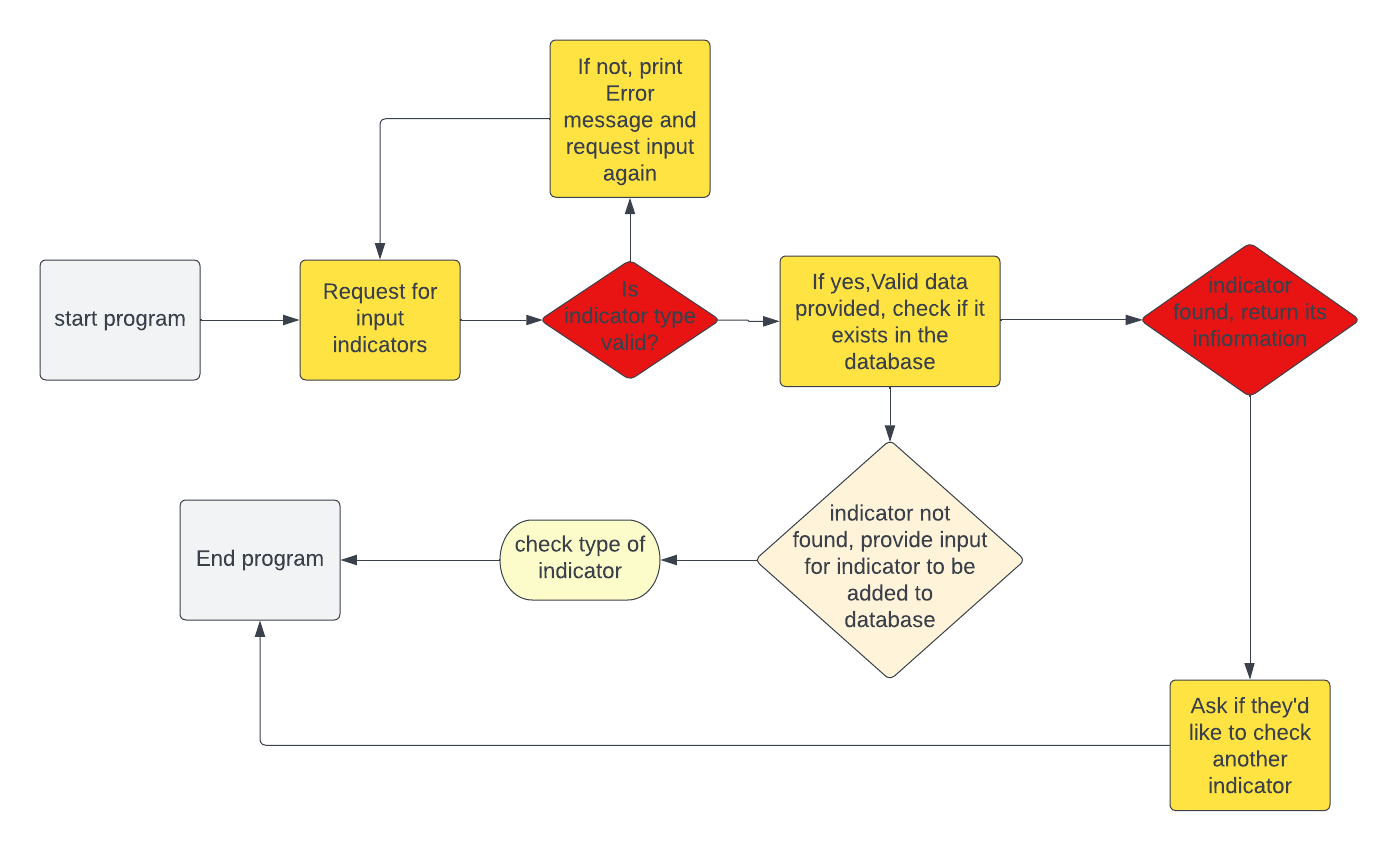 If not, print
Error
message and
request input
again
start program
Request for
input
indicators
Is
indicator type
valid?
If yes,Valid data
provided, check if it
exists in the
database
indicator
found, return its
infiormation
indicator not
found, provide input
for indicator to be
added to
database
check type of
indicator
End program
Ask if they'd
like to check
another
indicator